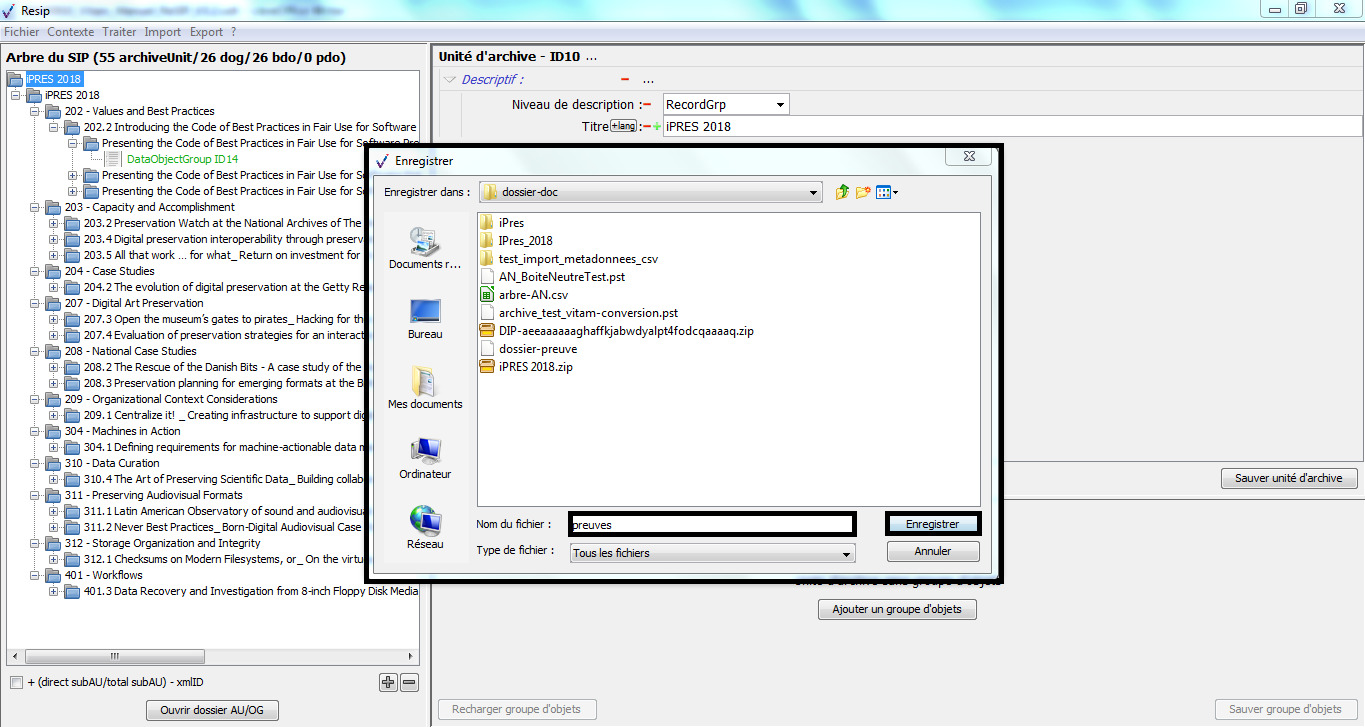 Resip
Fichier Contexte Traiter Import Export ?
Arbre du SIP (55 archiveUnit/26 dog/26 bdo/0 pdo)
iPRES 2018
iPRES 2018
202 - Values and Best Practices
202.2 Introducing the Code of Best Practices in Fair Use for Software
Presenting the Code of Best Practices in Fair Use for Software Pre
DataObjectGroup ID14
Presenting the Code of Best Practices in Fair Use for So
Presenting the Code of Best Practices in Fair Use for So
203 - Capacity and Accomplishment
203.2 Preservation Watch at the National Archives of The
203.4 Digital preservation interoperability through preserv
203.5 All that work ... for what_ Return on investment for
204 - Case Studies
204.2 The evolution of digital preservation at the Getty Re
207 - Digital Art Preservation
207.3 Open the museum's gates to pirates_ Hacking for th
207.4 Evaluation of preservation strategies for an interact
208 - National Case Studies
208.2 The Rescue of the Danish Bits - A case study of the
208.3 Preservation planning for emerging formats at the B
209 - Organizational Context Considerations
209.1 Centralize it! _ Creating infrastructure to support dig
304 - Machines in Action
304.1 Defining requirements for machine-actionable data m
310 - Data Curation
310.4 The Art of Preserving Scientific Data_ Building collab
311 - Preserving Audiovisual Formats
311.1 Latin American Observatory of sound and audiovisua
311.2 Never Best Practices_ Born-Digital Audiovisual Case
312 - Storage Organization and Integrity
312.1 Checksums on Modern Filesystems, or_ On the virtu
401 - Workflows
401.3 Data Recovery and Investigation from 8-inch Floppy Disk Media
+ (direct subAU/total subAU) - xmlID
Ouvrir dossier AU/OG
Unité d'archive - ID10 ...
Descriptif : ...
Niveau de description : RecordGrp
Titre +lang : iPRES 2018
Enregistrer
Enregistrer dans : dossier-doc
Documents r...
Bureau
Mes documents
Ordinateur
Réseau
iPres
IPres_2018
test_import_metadonnees_csv
AN_BoiteNeutreTest.pst
arbre-AN.csv
archive_test_vitam-conversion.pst
DIP-aeeaaaaaaghaffkjabwdyalpt4fodcqaaaaq.zip
dossier-preuve
iPRES 2018.zip
Nom du fichier : preuves
Enregistrer
Type de fichier : Tous les fichiers
Annuler
Sauver unité d'archive
Ajouter un groupe d'objets
Recharger groupe d'objets
Sauver groupe d'objets